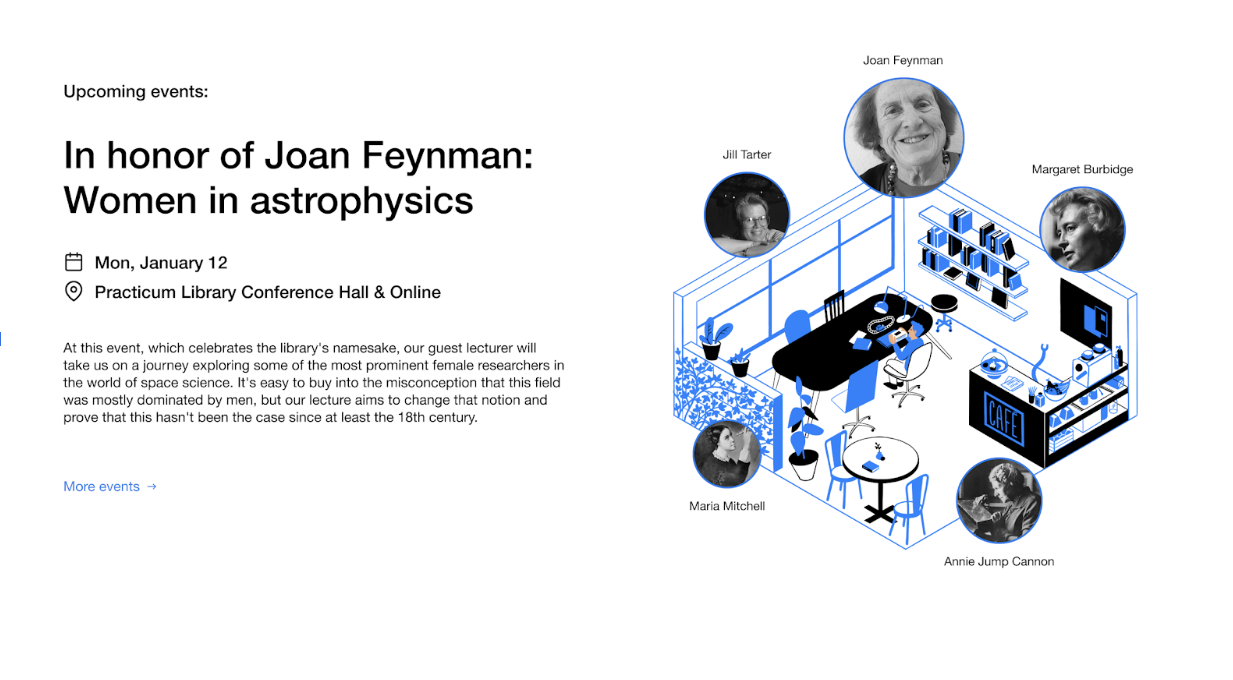 Upcoming events:
In honor of Joan Feynman:
Women in astrophysics
Mon, January 12
Practicum Library Conference Hall & Online
At this event, which celebrates the library's namesake, our guest lecturer will
take us on a journey exploring some of the most prominent female researchers in
the world of space science. It's easy to buy into the misconception that this field
was mostly dominated by men, but our lecture aims to change that notion and
prove that this hasn't been the case since at least the 18th century.
More events →
Joan Feynman
Jill Tarter
Margaret Burbidge
CAFE
Maria Mitchell
Annie Jump Cannon